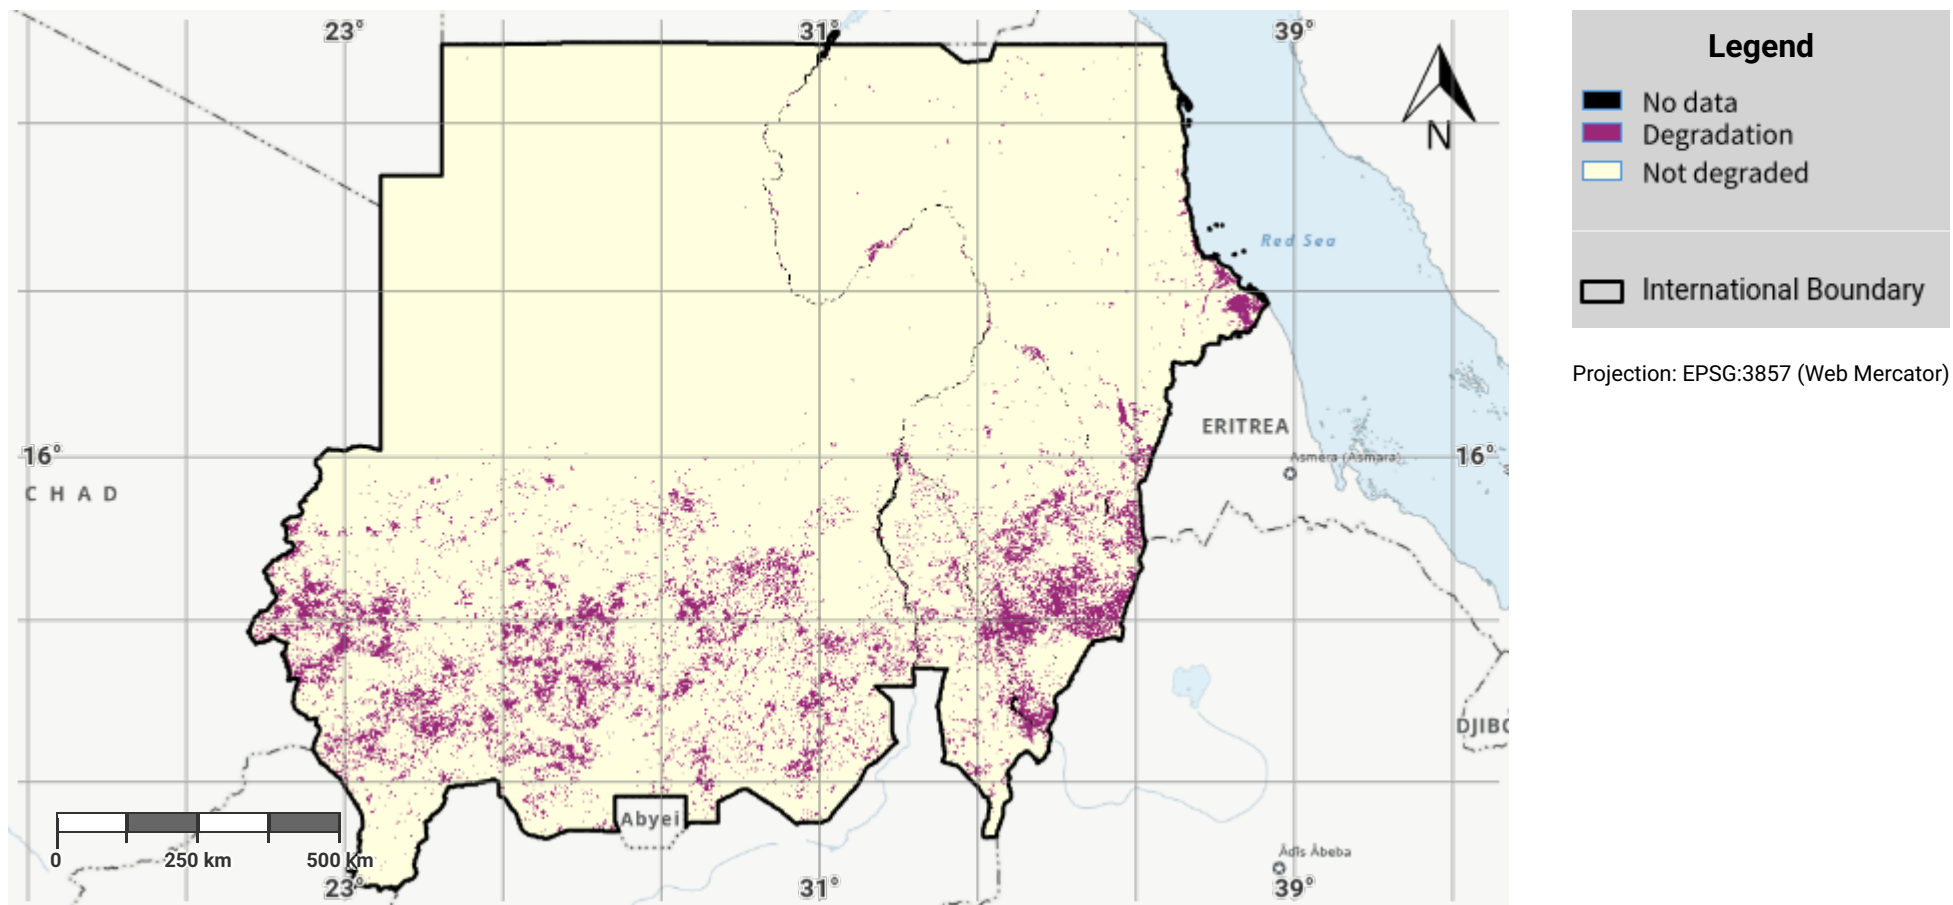 23°
31°
39°
Red Sea
ERITREA
Asmera (Asmara)
16°
16°
CHAD
DJIBO
Abyei
0
250 km
500 km
Ādīs Ābeba
23°
31°
39°
N
Legend
No data
Degradation
Not degraded
International Boundary
Projection: EPSG:3857 (Web Mercator)